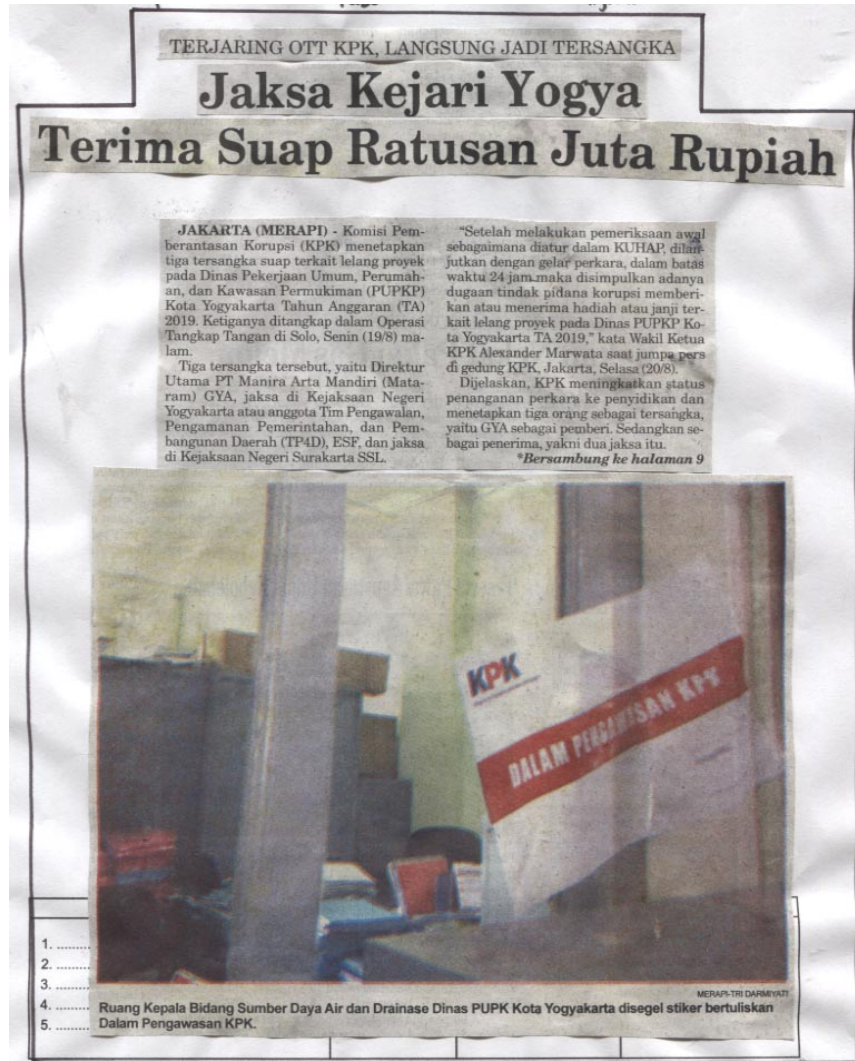 TERJARING OTT KPK, LANGSUNG JADI TERSANGKA
Jaksa Kejari Yogya
Terima Suap Ratusan Juta Rupiah
JAKARTA (MERAPI) - Komisi Pem-
berantasan Korupsi (KPK) menetapkan
tiga tersangka suap terkait lelang proyek
pada Dinas Pekerjaan Umum, Perumah-
an, dan Kawasan Permukiman (PUPKP)
Kota Yogyakarta Tahun Anggaran (TA)
2019. Ketiganya ditangkap dalam Operasi
Tangkap Tangan di Solo, Senin (19/8) ma-
lam.
Tiga tersangka tersebut, yaitu Direktur
Utama PT Manira Arta Mandiri (Mata-
ram) GYA, jaksa di Kejaksaan Negeri
Yogyakarta atau anggota Tim Pengawalan,
Pengamanan Pemerintahan, dan Pem-
bangunan Daerah (TP4D), ESF, dan jaksa
di Kejaksaan Negeri Surakarta SSL.
"Setelah melakukan pemeriksaan awal
sebagaimana diatur dalam KUHAP, dilan-
jutkan dengan gelar perkara, dalam batas
waktu 24 jam maka disimpulkan adanya
dugaan tindak pidana korupsi memberi-
kan atau menerima hadiah atau janji ter-
kait lelang proyek pada Dinas PUPKP Ko-
ta Yogyakarta TA 2019," kata Wakil Ketua
KPK Alexander Marwata saat jumpa pers
di gedung KPK, Jakarta, Selasa (20/8).
Dijelaskan, KPK meningkatkan status
penanganan perkara ke penyidikan dan
menetapkan tiga orang sebagai tersangka,
yaitu GYA sebagai pemberi. Sedangkan se-
bagai penerima, yakni dua jaksa itu.
*Bersambung ke halaman 9
KPK
DALAM PENGAWASAN KPK
1. ..........
2. ..........
3. ..........
4. ..........
5. ..........
MERAPI-TRI DARMIYATI
Ruang Kepala Bidang Sumber Daya Air dan Drainase Dinas PUPK Kota Yogyakarta disegel stiker bertuliskan
Dalam Pengawasan KPK.